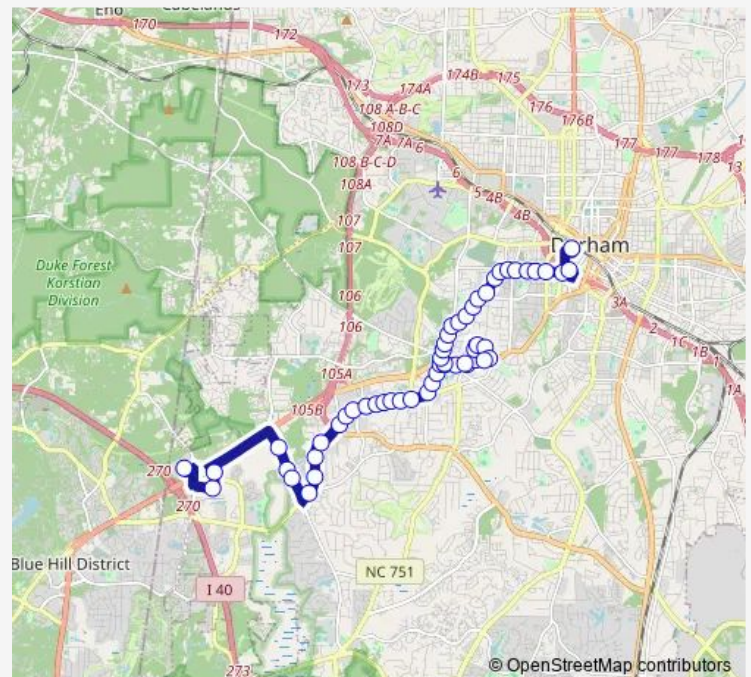 Eno
170
172
173
174A
174B
175
108 A-B-C
176
108D
176B
7A
7A
6
177
177
178
13
108 B-C-D
6
108A
5
4B
4B
107
107
Durham
Duke Forest
Korstian
Division
106
106
3A
2
1C
1B
1
1A
105A
105B
270
270
Blue Hill District
NC 751
I 40
273
© OpenStreetMap contributors